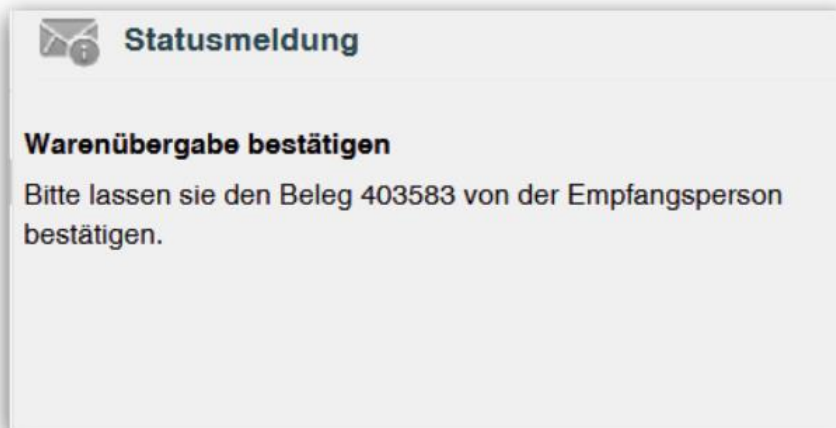 Statusmeldung
Warenübergabe bestätigen
Bitte lassen sie den Beleg 403583 von der Empfangsperson
bestätigen.